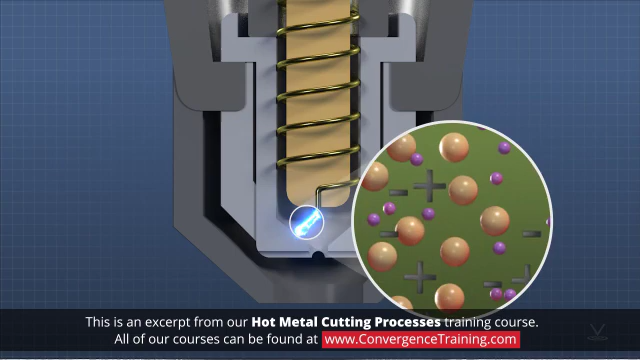 This is an excerpt from our Hot Metal Cutting Processes training course.
All of our courses can be found at www.ConvergenceTraining.com